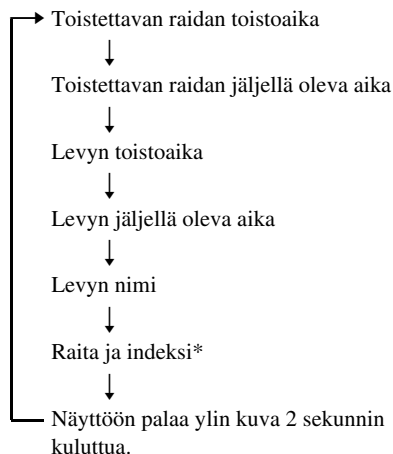 Toistettavan raidan toistoaika
Toistettavan raidan jäljellä oleva aika
Levyn toistoaika
Levyn jäljellä oleva aika
Levyn nimi
Raita ja indeksi*
Näyttöön palaa ylin kuva 2 sekunnin
kuluttua.